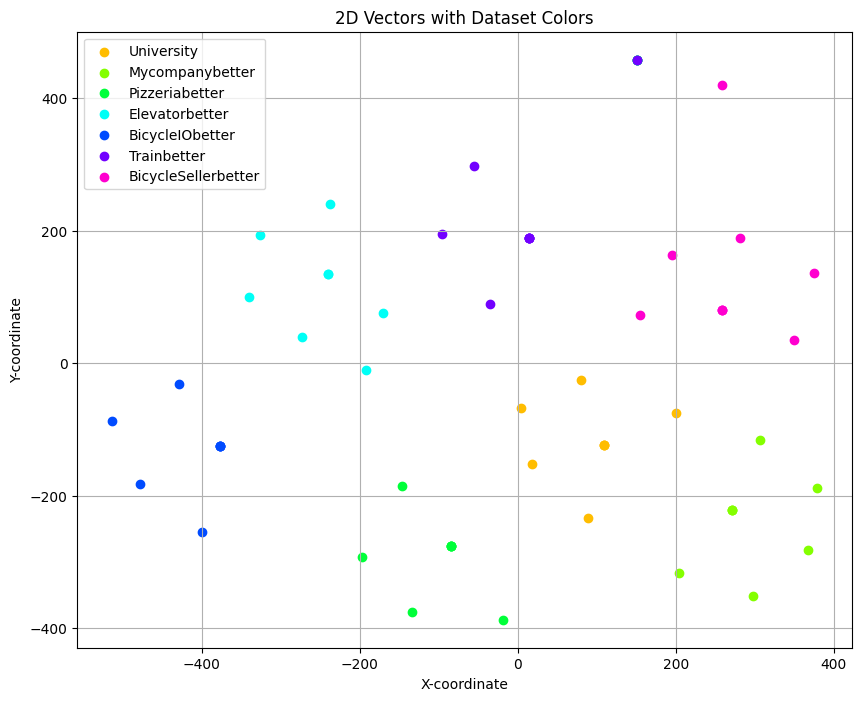 2D Vectors with Dataset Colors
University
Mycompanybetter
Pizzeriabetter
Elevatorbetter
BicycleIObetter
Trainbetter
BicycleSellerbetter
400
200
0
−200
−400
Y-coordinate
−400
−200
0
200
400
X-coordinate